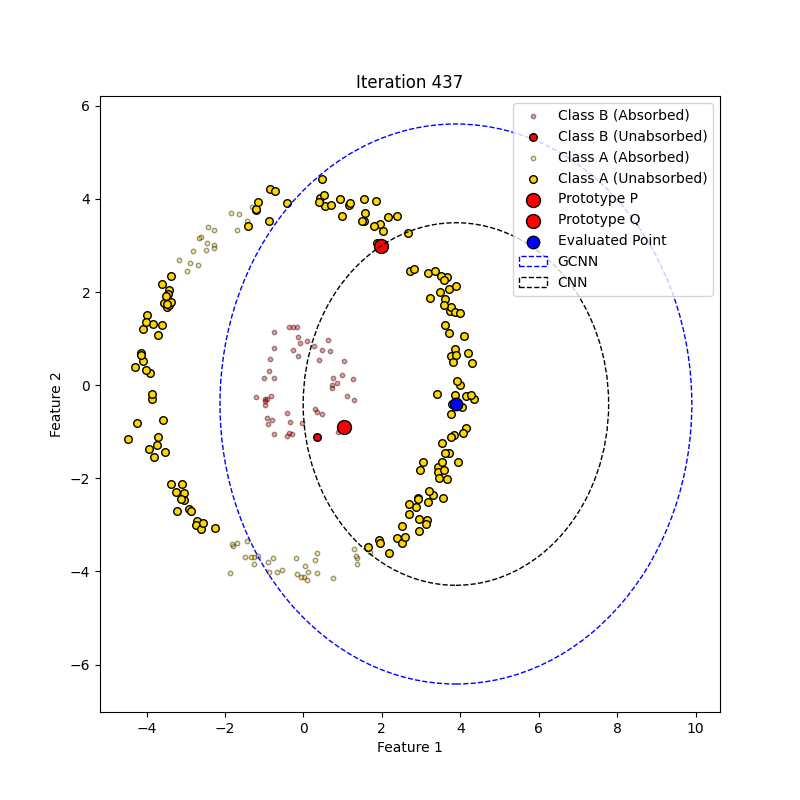 Iteration 437
Class B (Absorbed)
Class B (Unabsorbed)
Class A (Absorbed)
Class A (Unabsorbed)
Prototype P
Prototype Q
Evaluated Point
GCNN
CNN
6
4
2
0
−2
−4
−6
Feature 2
−4 −2 0 2 4 6 8 10
Feature 1